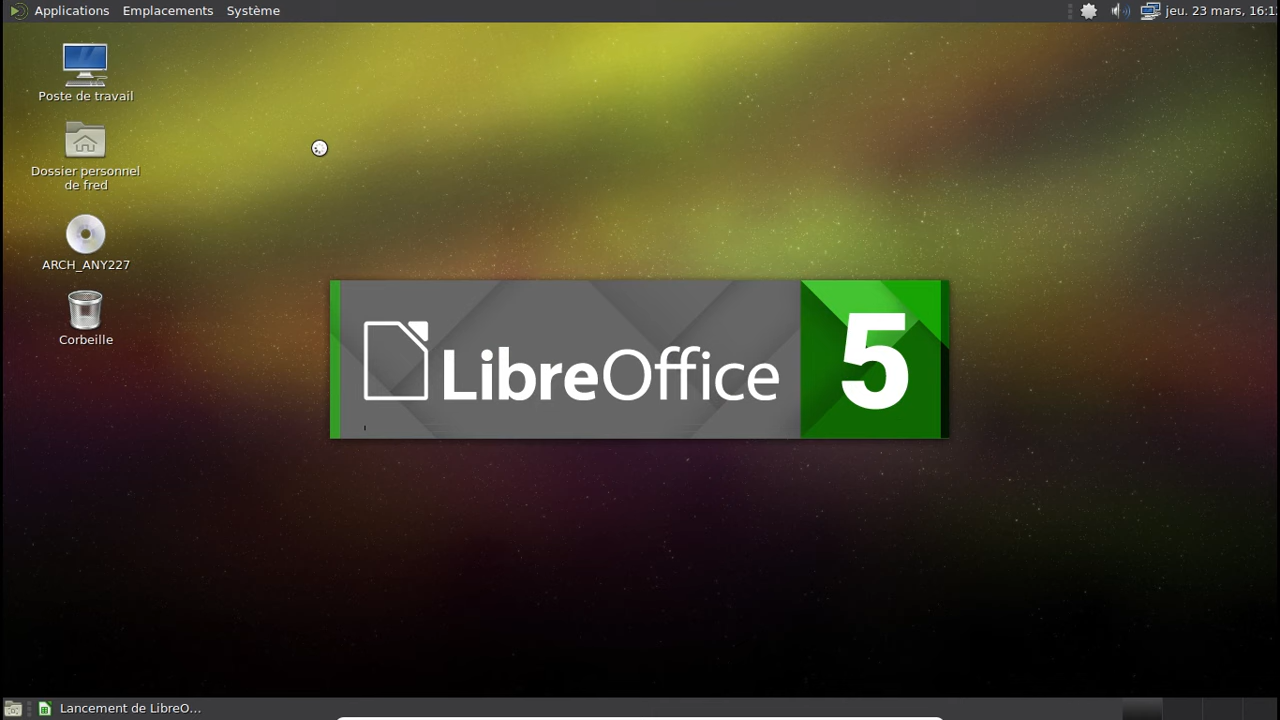 Applications Emplacements Système
jeu. 23 mars, 16:1
Poste de travail
Dossier personnel
de fred
ARCH_ANY227
Corbeille
LibreOffice 5
Lancement de LibreO...